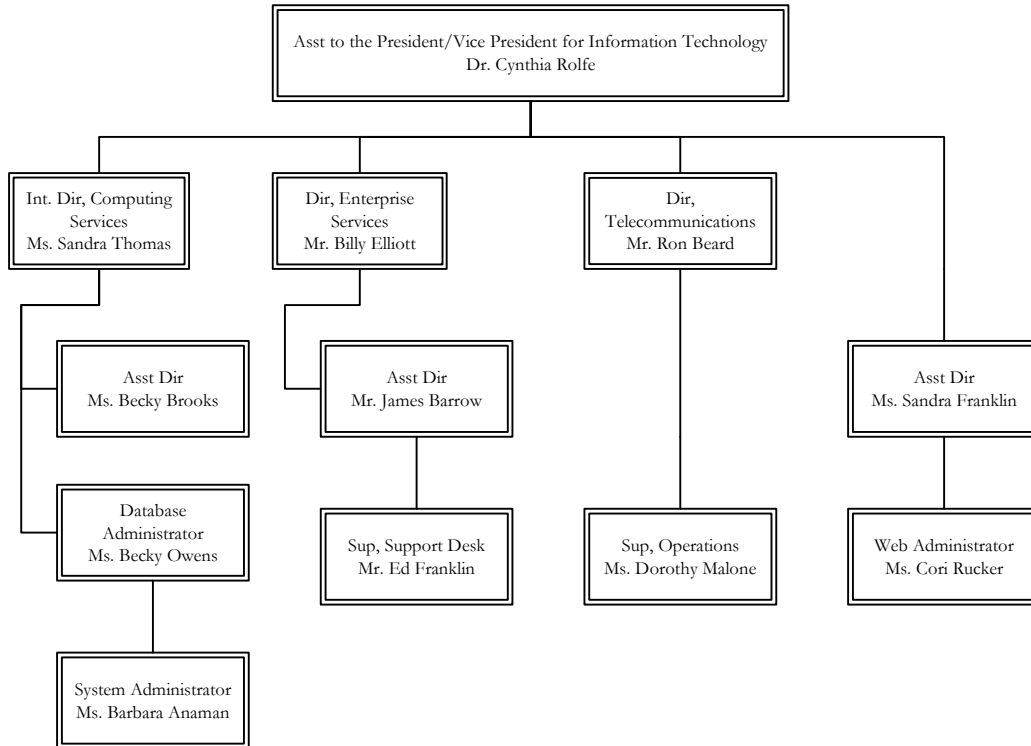 Asst to the President/Vice President for Information Technology
Dr. Cynthia Rolfe
Int. Dir, Computing
Services
Ms. Sandra Thomas
Dir, Enterprise
Services
Mr. Billy Elliott
Dir,
Telecommunications
Mr. Ron Beard
Asst Dir
Ms. Becky Brooks
Asst Dir
Mr. James Barrow
Asst Dir
Ms. Sandra Franklin
Database
Administrator
Ms. Becky Owens
Sup, Support Desk
Mr. Ed Franklin
Sup, Operations
Ms. Dorothy Malone
Web Administrator
Ms. Cori Rucker
System Administrator
Ms. Barbara Anaman